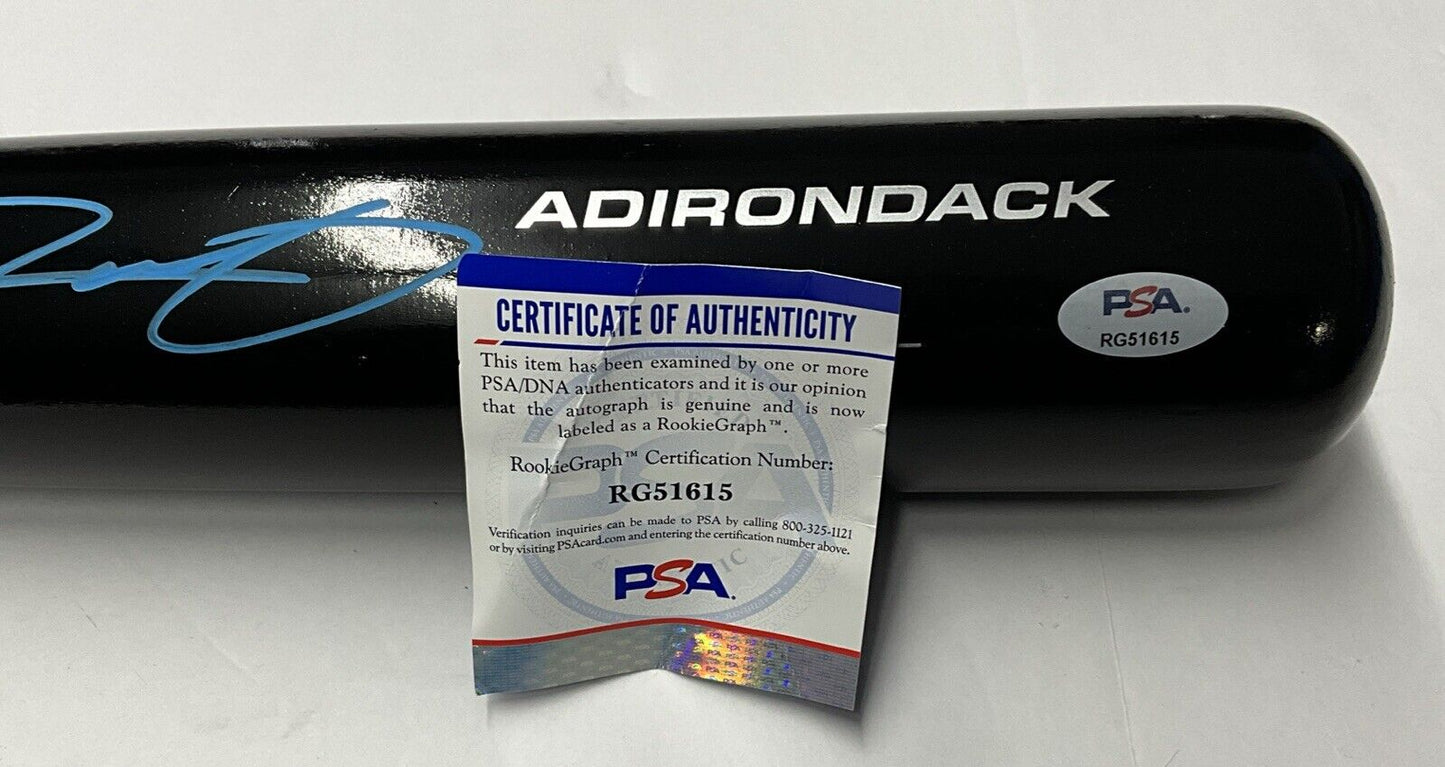 ADIRONDACK
PSA.
RG51615
CERTIFICATE OF AUTHENTICITY
This item has been examined by one or more
PSA/DNA authenticators and it is our opinion
that the autograph is genuine and is now
labeled as a RookieGraph™.
RookieGraph™ Certification Number:
RG51615
Verification inquiries can be made to PSA by calling 800-325-1121
or by visiting PSAcard.com and entering the certification number above.
PSA.